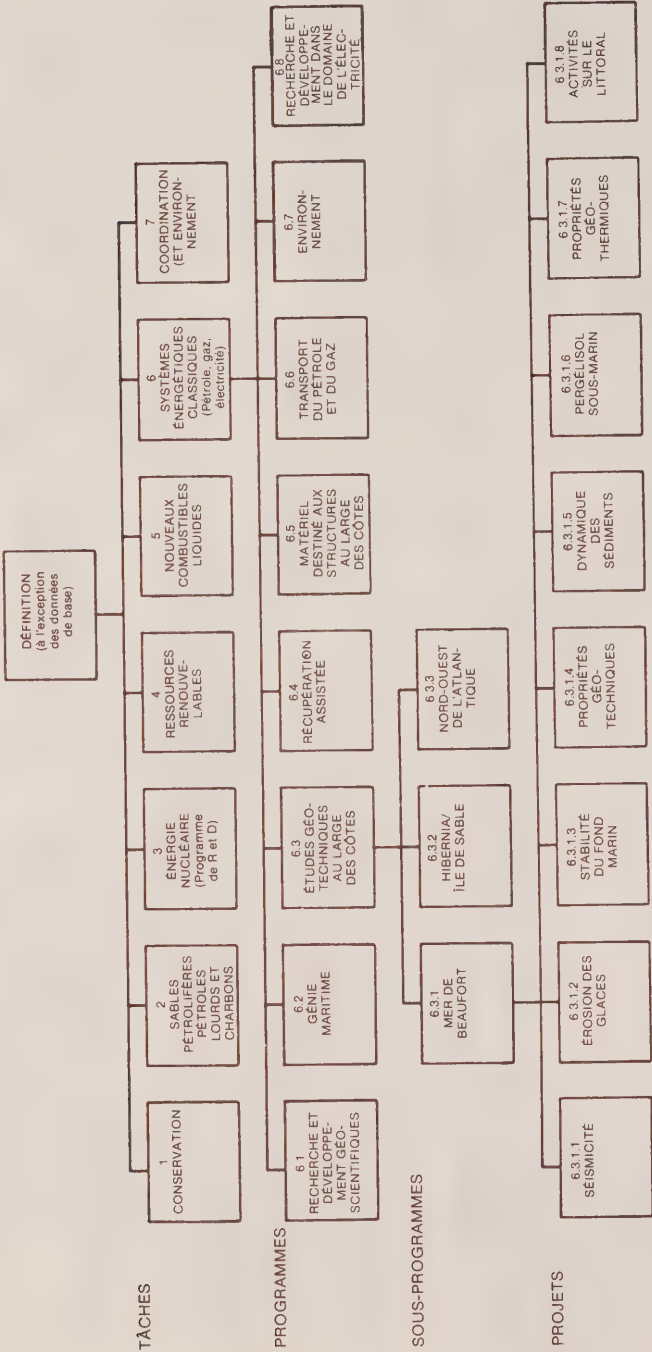 DÉFINITION
(à l'exception
des données
de base)
TÂCHES
1
CONSERVATION
2
SABLES
PÉTROLIFÈRES
PÉTROLES
LOURDS ET
CHARBONS
3
ÉNERGIE
NUCLÉAIRE
(Programme
de R et D)
4
RESSOURCES
RENOUVE-
LABLES
5
NOUVEAUX
COMBUSTIBLES
LIQUIDES
6
SYSTÈMES
ÉNERGÉTIQUES
CLASSIQUES
(Pétrole, gaz,
électricité)
7
COORDINATION
(ET ENVIRON-
NEMENT
PROGRAMMES
6 1
RECHERCHE ET
DÉVELOPPE-
MENT GÉO-
SCIENTIFIQUES
6.2
GÉNIE
MARITIME
6.3
ÉTUDES GÉO-
TECHNIQUES
AU LARGE
DES CÔTES
6.4
RÉCUPÉRATION
ASSISTÉE
6.5
MATÉRIEL
DESTINÉ AUX
STRUCTURES
AU LARGE
DES CÔTES
6.6
TRANSPORT
DU PÉTROLE
ET DU GAZ
6.7
ENVIRON-
NEMENT
6.8
RECHERCHE ET
DÉVELOPPE-
MENT DANS
LE DOMAINE
DE L'ÉLEC-
TRICITÉ
SOUS-PROGRAMMES
6.3.1
MER DE
BEAUFORT
6.3.2
HIBERNIA/
ÎLE DE SABLE
6 3.3
NORD-OUEST
DE L'ATLAN-
TIQUE
PROJETS
6.3.1.1
SÉISMICITÉ
6 3.1.2
ÉROSION DES
GLACES
6.3.1.3
STABILITÉ
DU FOND
MARIN
6.3.1.4
PROPRIÉTÉS
GÉO-
TECHNIQUES
6.3.1.5
DYNAMIQUE
DES
SÉDIMENTS
6.3.1.6
PERGÉLISOL
SOUS-MARIN
6 3.1.7
PROPRIÉTÉS
GÉO-
THERMIQUES
6 3.1.8
ACTIVITÉS
SUR LE
LITTORAL